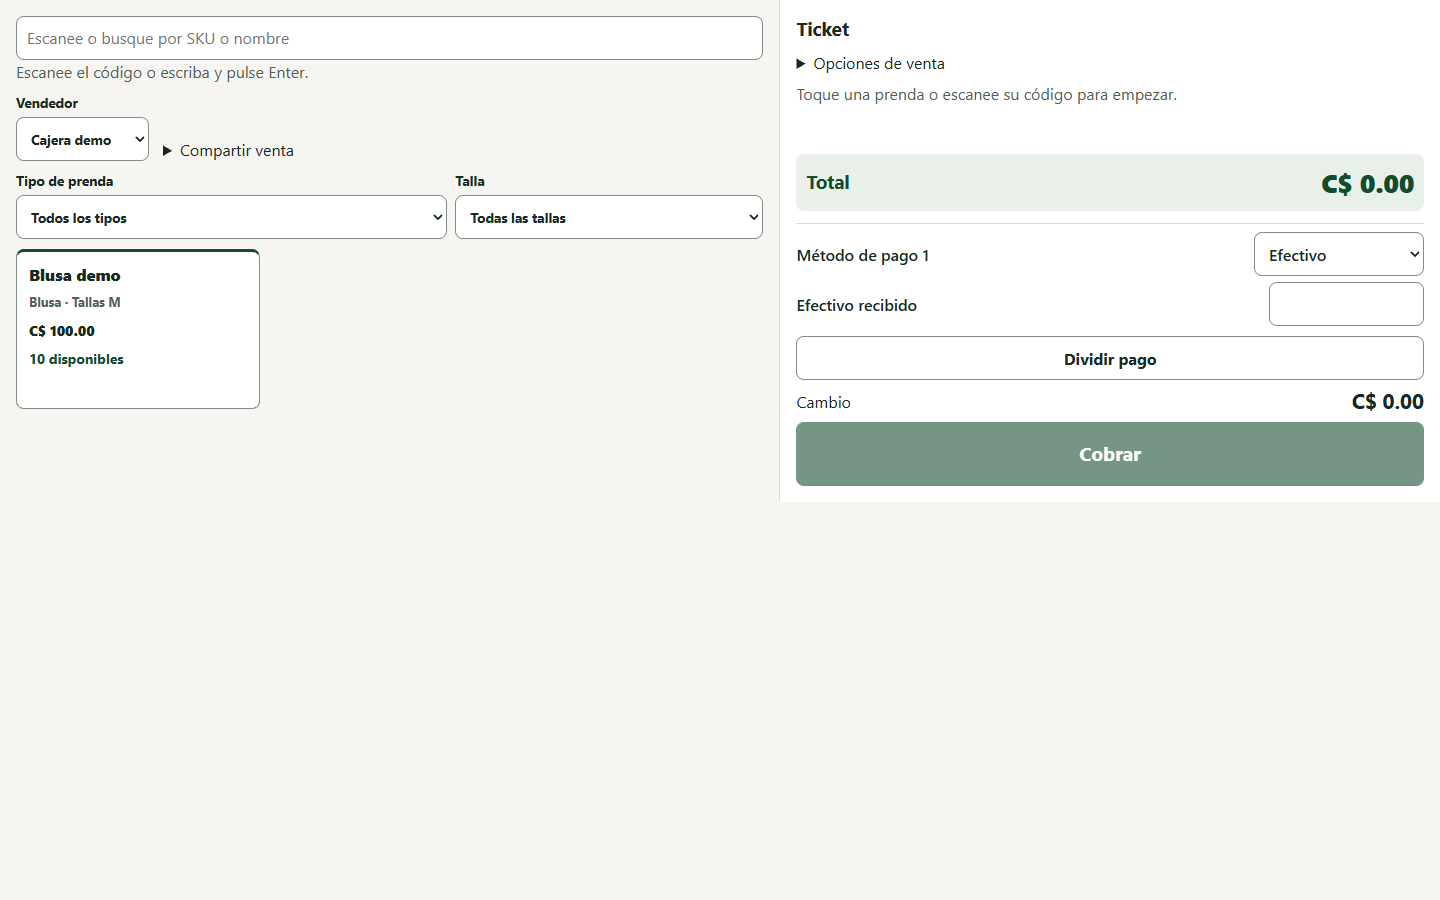 Escanee o busque por SKU o nombre
Escanee el código o escriba y pulse Enter.
Vendedor
Cajera demo
Compartir venta
Tipo de prenda
Talla
Todos los tipos
Todas las tallas
Blusa demo
Blusa · Tallas M
C$ 100.00
10 disponibles
Ticket
Opciones de venta
Toque una prenda o escanee su código para empezar.
Total
C$ 0.00
Método de pago 1
Efectivo
Efectivo recibido
Dividir pago
Cambio
C$ 0.00
Cobrar